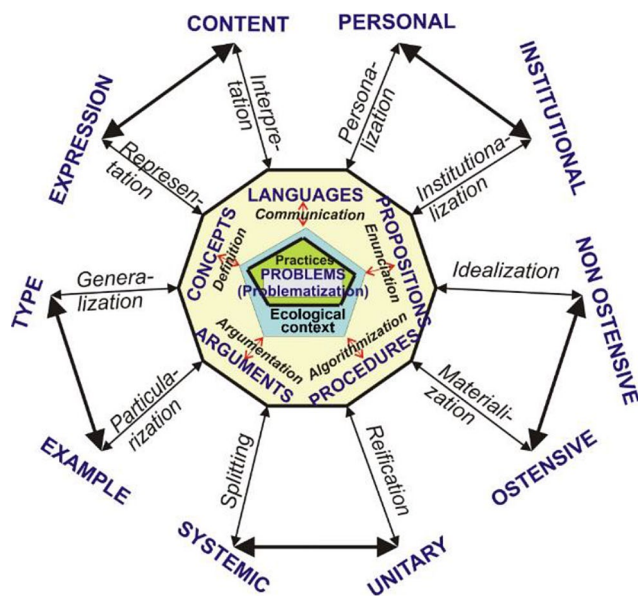 CONTENT
PERSONAL
EXPRESSION
INSTITUTIONAL
Interpre-
tation
Persona-
lization
Represen-
tation
Instituciona-
lization
LANGUAGES
Communication
CONCEPTS
Definition
PROPOSITIONS
Enunciation
Practices
PROBLEMS
(Problematization)
Ecological
context
TYPE
Genera-
lization
Idealization
NON OSTENSIVE
Argumentation
ARGUMENTS
Algorithmization
PROCEDURES
Particula-
rization
Materiali-
zation
EXAMPLE
OSTENSIVE
Splitting
Reification
SYSTEMIC
UNITARY